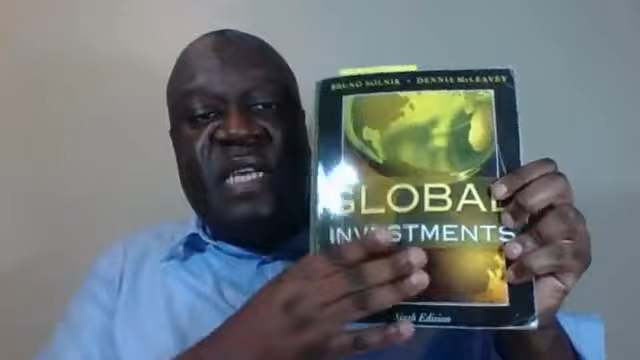 BRUNO SOLNIK • DENNIS McLEAVEY
GLOBAL
INVESTMENTS
Sixth Edition